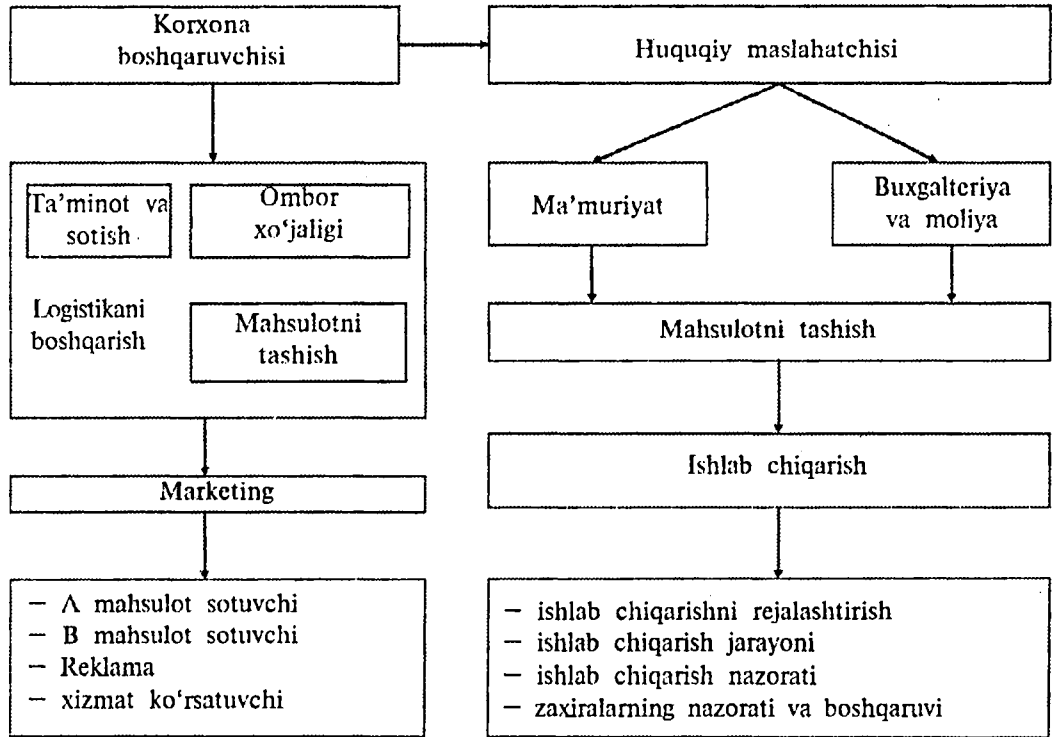 Korxona
boshqaruvchisi
Huquqiy maslahatchisi
Ta’minot va
sotish
Ombor
xo‘jaligi
Logistikani
boshqarish
Mahsulotni
tashish
Marketing
– A mahsulot sotuvchi
– B mahsulot sotuvchi
– Reklama
– xizmat ko‘rsatuvchi
Ma’muriyat
Buxgalteriya
va moliya
Mahsulotni tashish
Ishlab chiqarish
– ishlab chiqarishni rejalashtirish
– ishlab chiqarish jarayoni
– ishlab chiqarish nazorati
– zaxiralarning nazorati va boshqaruvi